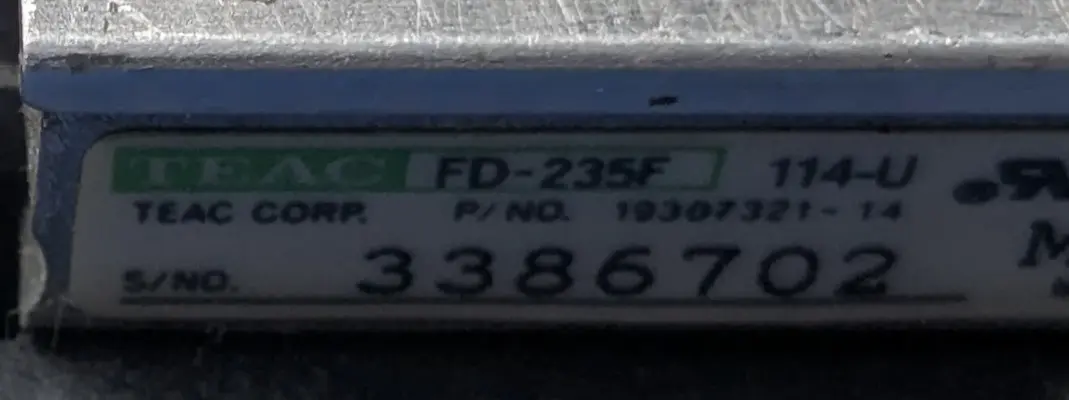 TEAC FD-235F 114-U
TEAC CORP. P/NO. 19307321-14
S/NO. 3386702